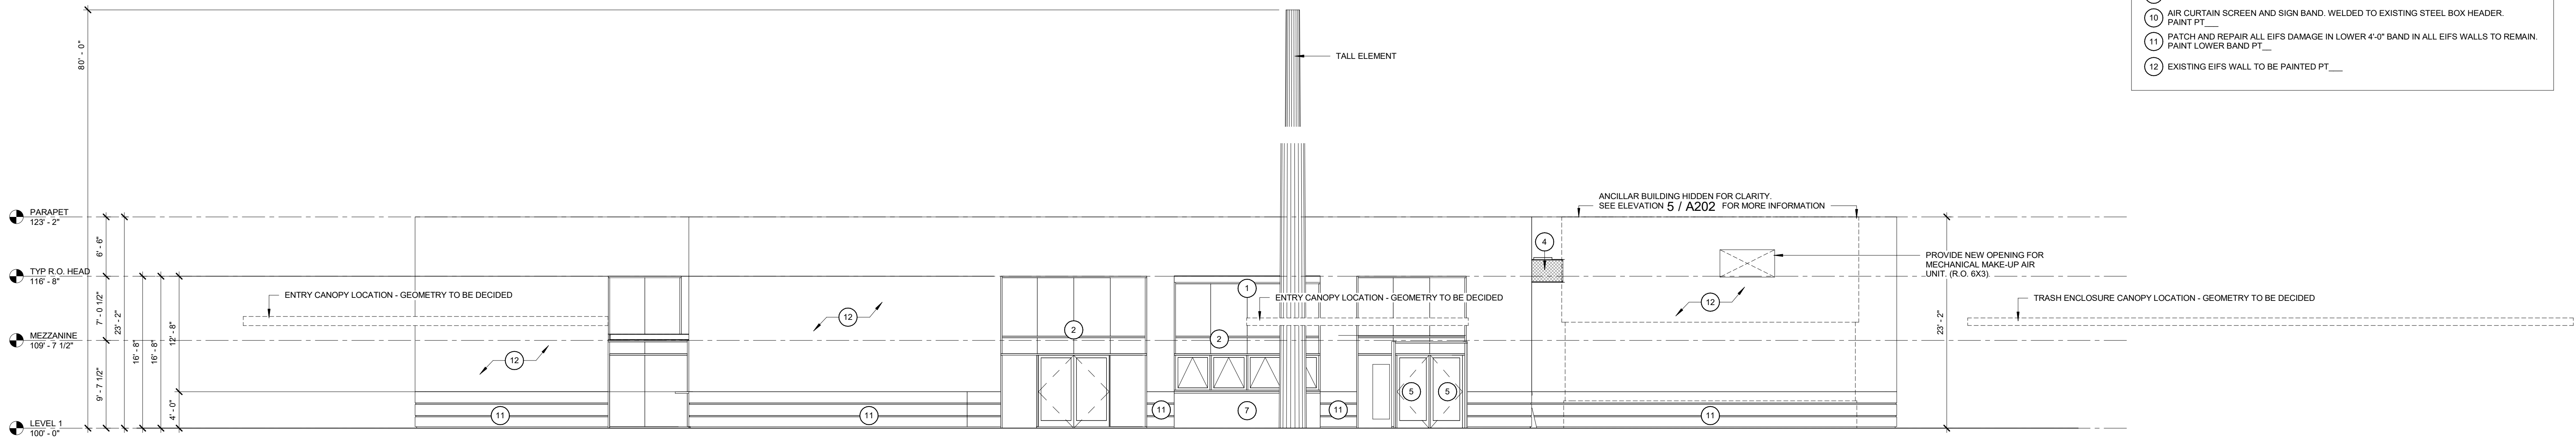 10 AIR CURTAIN SCREEN AND SIGN BAND. WELDED TO EXISTING STEEL BOX HEADER.
PAINT PT___
11 PATCH AND REPAIR ALL EIFS DAMAGE IN LOWER 4'-0" BAND IN ALL EIFS WALLS TO REMAIN.
PAINT LOWER BAND PT__
12 EXISTING EIFS WALL TO BE PAINTED PT___
80' - 0"
TALL ELEMENT
ANCILLAR BUILDING HIDDEN FOR CLARITY.
SEE ELEVATION 5 / A202 FOR MORE INFORMATION
PARAPET
123' - 2"
6' - 6"
4
PROVIDE NEW OPENING FOR
MECHANICAL MAKE-UP AIR
UNIT. (R.O. 6X3)
TYP R.O. HEAD
116' - 8"
1
ENTRY CANOPY LOCATION - GEOMETRY TO BE DECIDED
ENTRY CANOPY LOCATION - GEOMETRY TO BE DECIDED
TRASH ENCLOSURE CANOPY LOCATION - GEOMETRY TO BE DECIDED
12
12
7' - 0 1/2"
23' - 2"
12' - 8"
23' - 2"
2
2
MEZZANINE
109' - 7 1/2"
16' - 8"
16' - 8"
12
9' - 7 1/2"
5
5
4' - 0"
11
11
11
7
11
11
LEVEL 1
100' - 0"